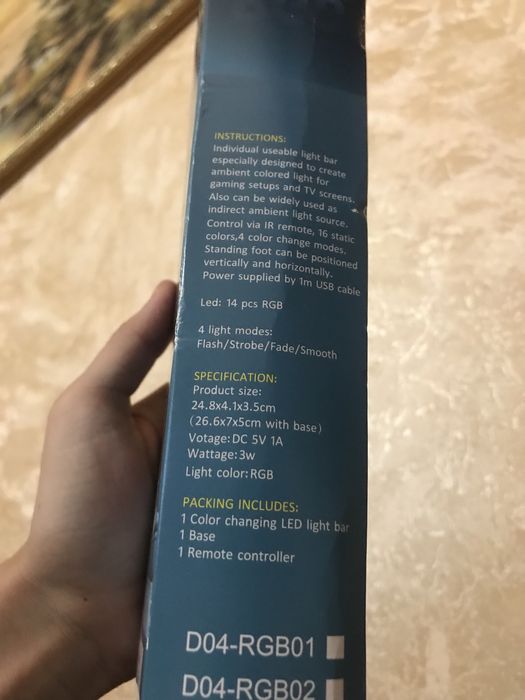 INSTRUCTIONS:
Individual useable light bar
especially designed to create
ambient colored light for
gaming setups and TV screens.
Also can be widely used as
indirect ambient light source.
Control via IR remote, 16 static
colors,4 color change modes.
Standing foot can be positioned
vertically and horizontally.
Power supplied by 1m USB cable
Led: 14 pcs RGB
4 light modes:
Flash/Strobe/Fade/Smooth
SPECIFICATION:
Product size:
24.8x4.1x3.5cm
(26.6x7x5cm with base)
Votage:DC 5V 1A
Wattage:3w
Light color:RGB
PACKING INCLUDES:
1 Color changing LED light bar
1 Base
1 Remote controller
D04-RGB01
D04-RGB02